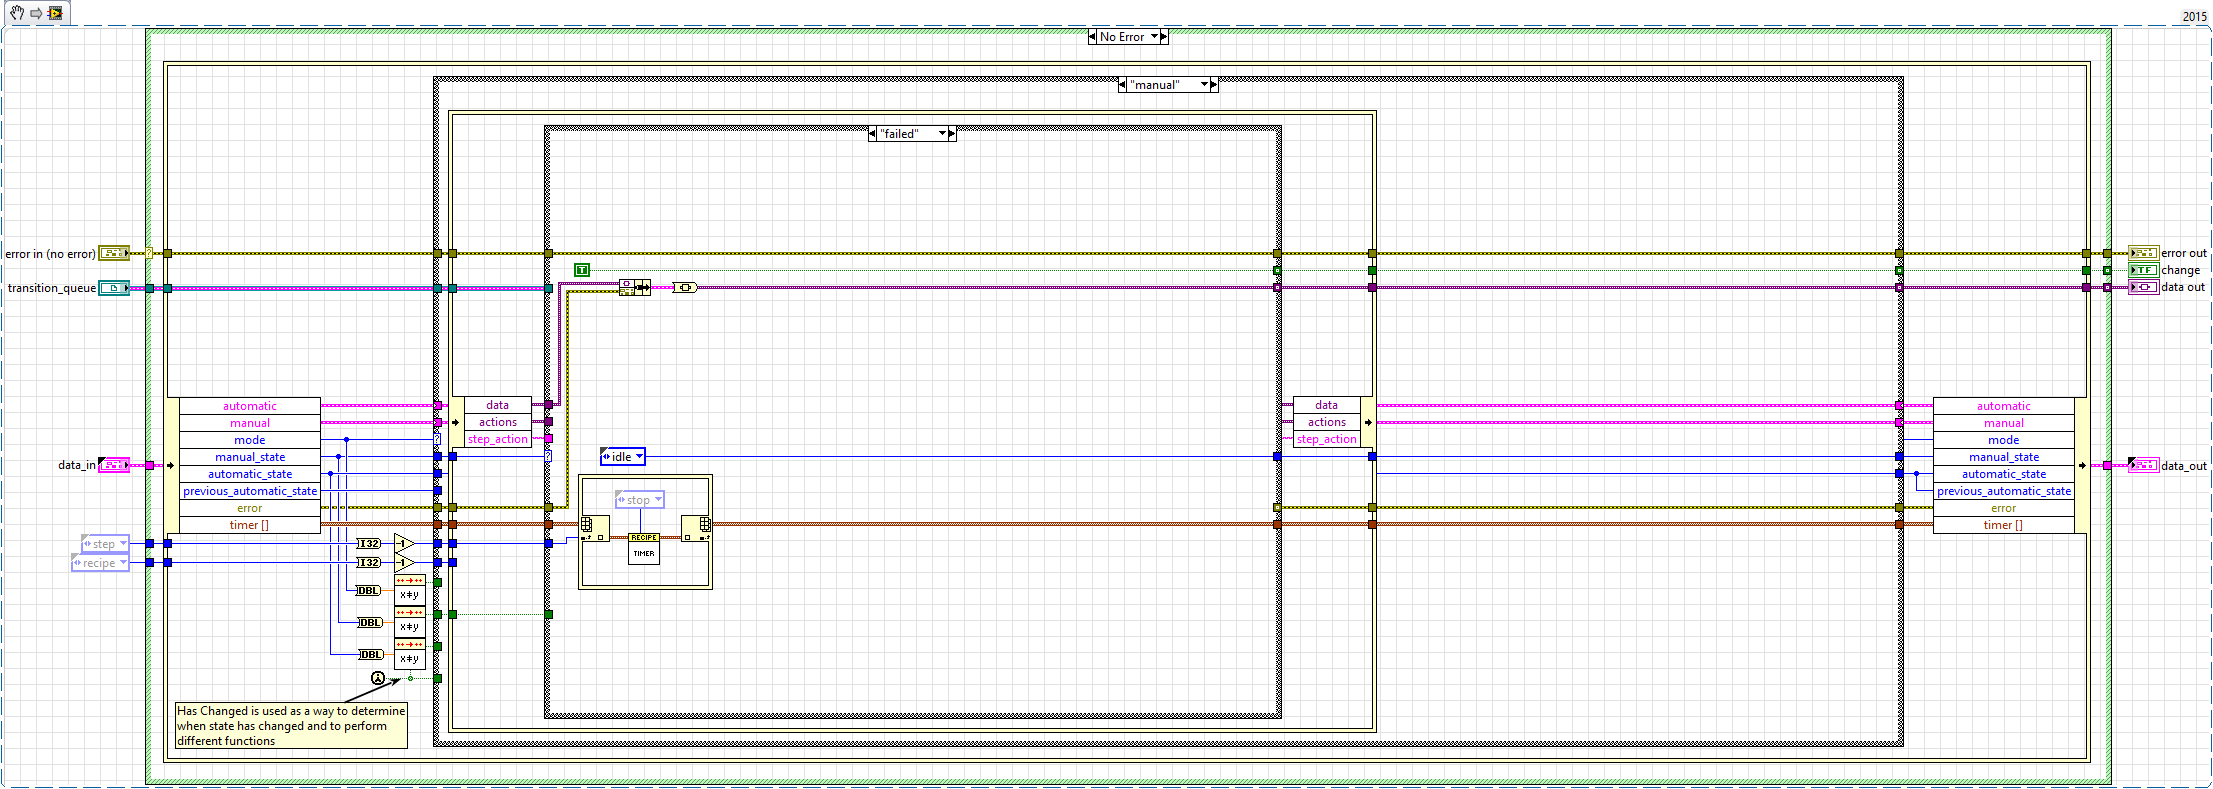 2015
No Error
"manual"
"failed"
error in (no error)
error out
change
TF
transition_queue
data out
T
automatic
manual
mode
manual_state
automatic_state
previous_automatic_state
error
timer []
data
actions
step_action
data
actions
step_action
automatic
manual
mode
manual_state
automatic_state
previous_automatic_state
error
timer []
data_in
data_out
idle
stop
RECIPE
TIMER
step
recipe
I32
-1
I32
-1
DBL
x≠y
DBL
x≠y
DBL
x≠y
Has Changed is used as a way to determine
when state has changed and to perform
different functions